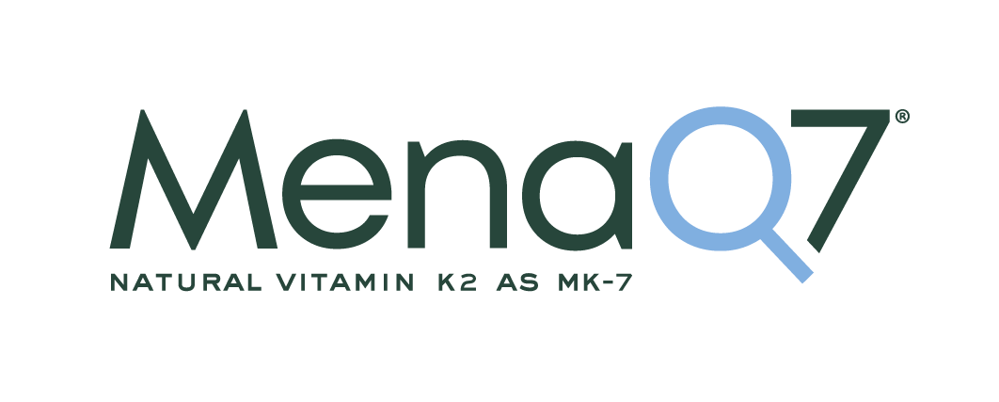 MenaQ7®
NATURAL VITAMIN K2 AS MK-7